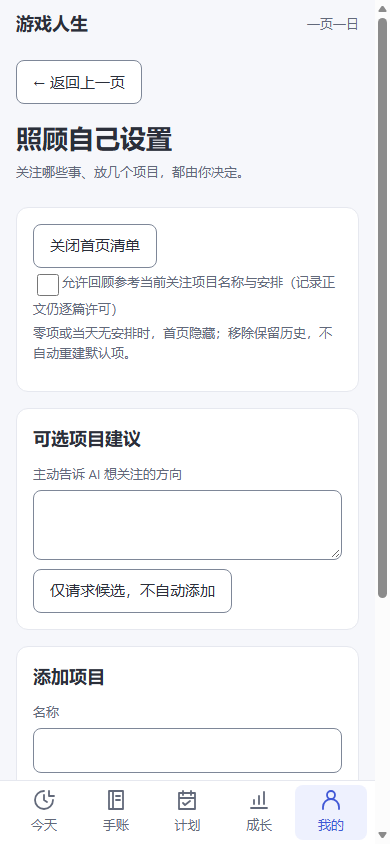 游戏人生
一页一日
← 返回上一页
照顾自己设置
关注哪些事、放几个项目，都由你决定。
关闭首页清单
允许回顾参考当前关注项目名称与安排（记录正
文仍逐篇许可）
零项或当天无安排时，首页隐藏；移除保留历史，不
自动重建默认项。
可选项目建议
主动告诉 AI 想关注的方向
仅请求候选，不自动添加
添加项目
名称
今天
手账
计划
成长
我的